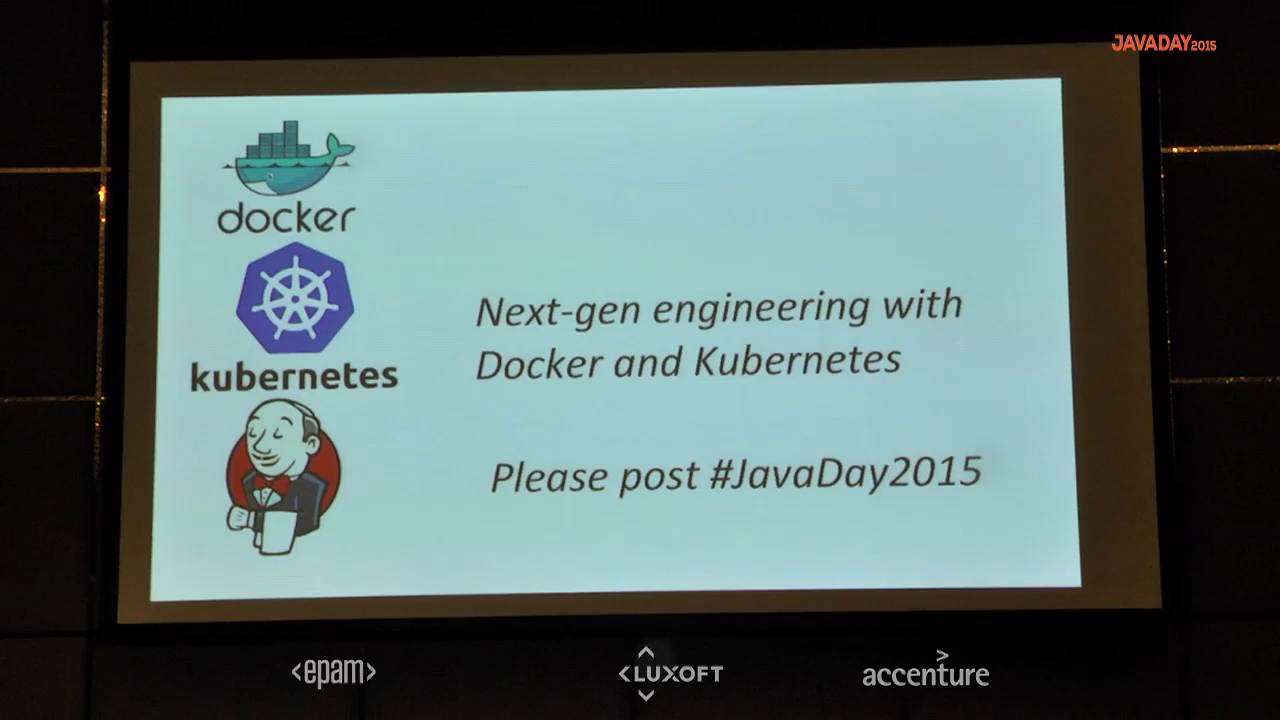 JAVADAY2015
docker
kubernetes
Next-gen engineering with
Docker and Kubernetes
Please post #JavaDay2015
<epam>
<LUXOFT
accenture